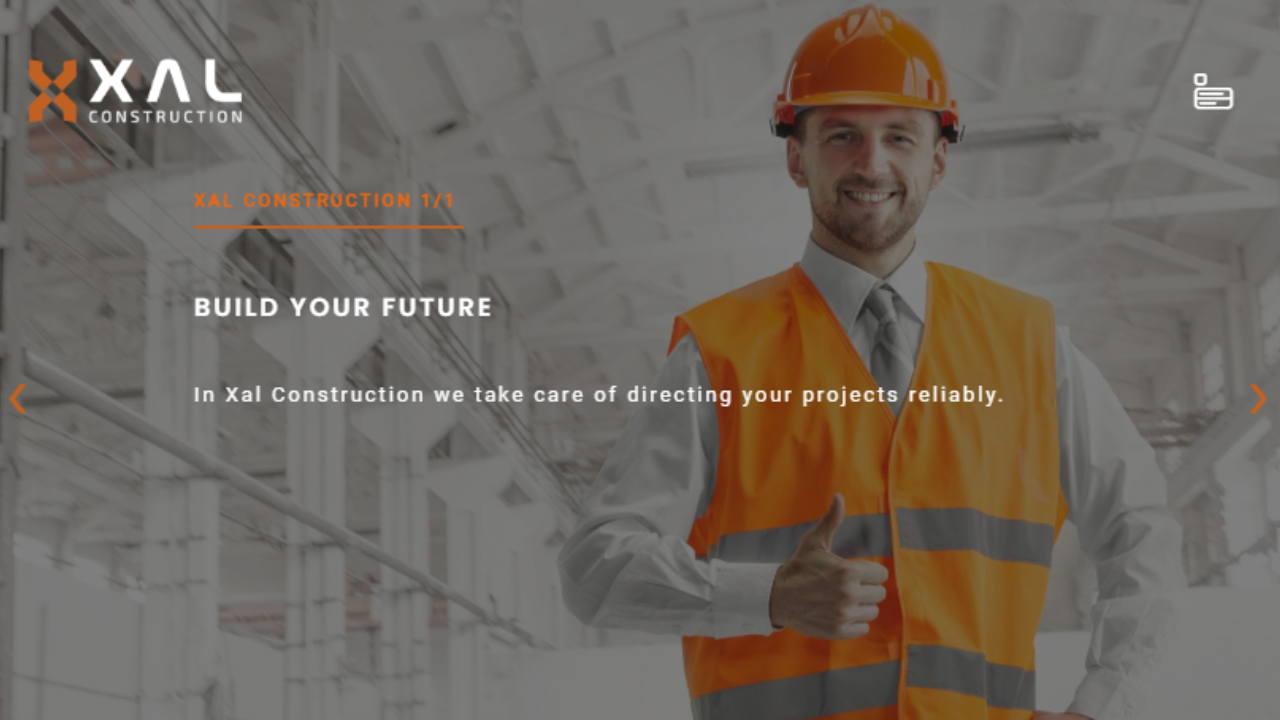 XAL
CONSTRUCTION
XAL CONSTRUCTION 1/1
BUILD YOUR FUTURE
In Xal Construction we take care of directing your projects reliably.